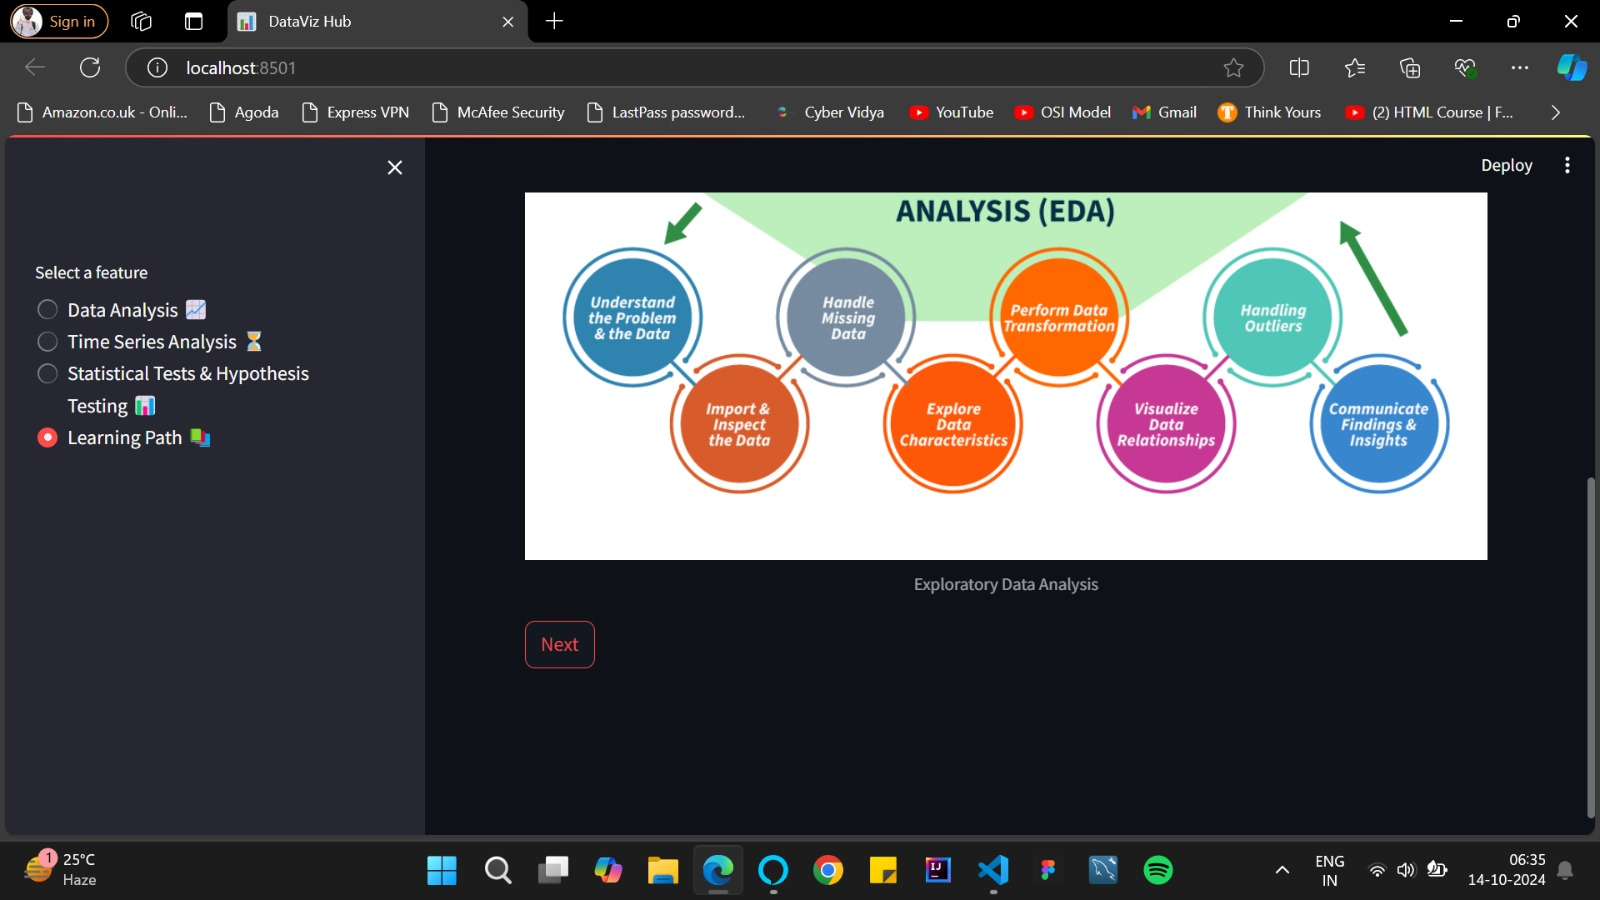 Sign in
DataViz Hub
localhost:8501
Amazon.co.uk - Onli...
Agoda
Express VPN
McAfee Security
LastPass password...
Cyber Vidya
YouTube
OSI Model
Gmail
Think Yours
(2) HTML Course | F...
Deploy
Select a feature
Data Analysis
Time Series Analysis
Statistical Tests & Hypothesis
Testing
Learning Path
ANALYSIS (EDA)
Understand
the Problem
& the Data
Import &
Inspect
the Data
Handle
Missing
Data
Explore
Data
Characteristics
Perform Data
Transformation
Visualize
Data
Relationships
Handling
Outliers
Communicate
Findings &
Insights
Exploratory Data Analysis
Next
1
25°C
Haze
ENG
IN
06:35
14-10-2024